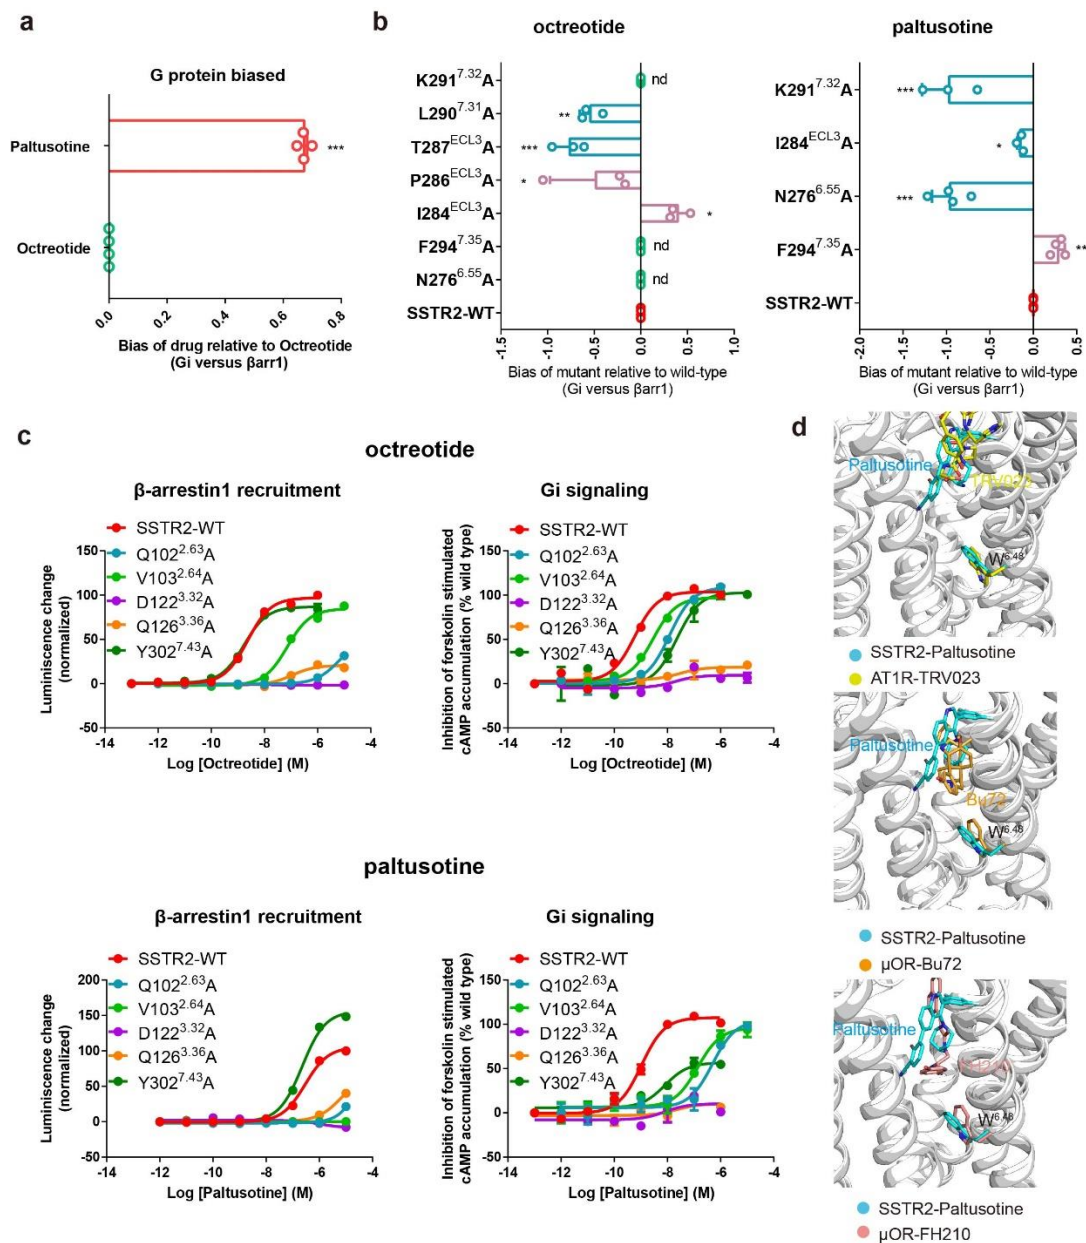 a
G protein biased
Paltusotine
***
Octreotide
0.0
0.2
0.4
0.6
0.8
Bias of drug relative to Octreotide
(Gi versus βarr1)
b
octreotide
K291^7.32A
nd
L290^7.31A
**
T287^ECL3A
***
P286^ECL3A
*
I284^ECL3A
*
F294^7.35A
nd
N276^6.55A
nd
SSTR2-WT
-1.5
-1.0
-0.5
0.0
0.5
1.0
Bias of mutant relative to wild-type
(Gi versus βarr1)
paltusotine
K291^7.32A
***
I284^ECL3A
*
N276^6.55A
***
F294^7.35A
**
SSTR2-WT
-2.0
-1.5
-1.0
-0.5
0.0
0.5
Bias of mutant relative to wild-type
(Gi versus βarr1)
c
octreotide
β-arrestin1 recruitment
SSTR2-WT
Q102^2.63A
V103^2.64A
D122^3.32A
Q126^3.36A
Y302^7.43A
Luminiscence change
(normalized)
150
100
50
0
-50
-14
-12
-10
-8
-6
-4
Log [Octreotide] (M)
Gi signaling
SSTR2-WT
Q102^2.63A
V103^2.64A
D122^3.32A
Q126^3.36A
Y302^7.43A
Inhibition of forskolin stimulated
cAMP accumulation (% wild type)
150
100
50
0
-50
-14
-12
-10
-8
-6
-4
Log [Octreotide] (M)
paltusotine
β-arrestin1 recruitment
SSTR2-WT
Q102^2.63A
V103^2.64A
D122^3.32A
Q126^3.36A
Y302^7.43A
Luminiscence change
(normalized)
200
150
100
50
0
-50
-14
-12
-10
-8
-6
-4
Log [Paltusotine] (M)
Gi signaling
SSTR2-WT
Q102^2.63A
V103^2.64A
D122^3.32A
Q126^3.36A
Y302^7.43A
Inhibition of forskolin stimulated
cAMP accumulation (% wild type)
150
100
50
0
-50
-14
-12
-10
-8
-6
-4
Log [Paltusotine] (M)
d
Paltusotine
TRV023
W^6.48
SSTR2-Paltusotine
AT1R-TRV023
Paltusotine
Bu72
W^6.48
SSTR2-Paltusotine
μOR-Bu72
Paltusotine
W^6.48
SSTR2-Paltusotine
μOR-FH210